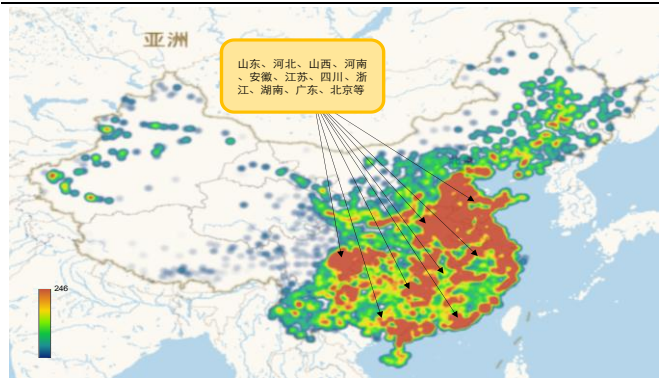 亚洲
山东、河北、山西、河南
、安徽、江苏、四川、浙
江、湖南、广东、北京等
246